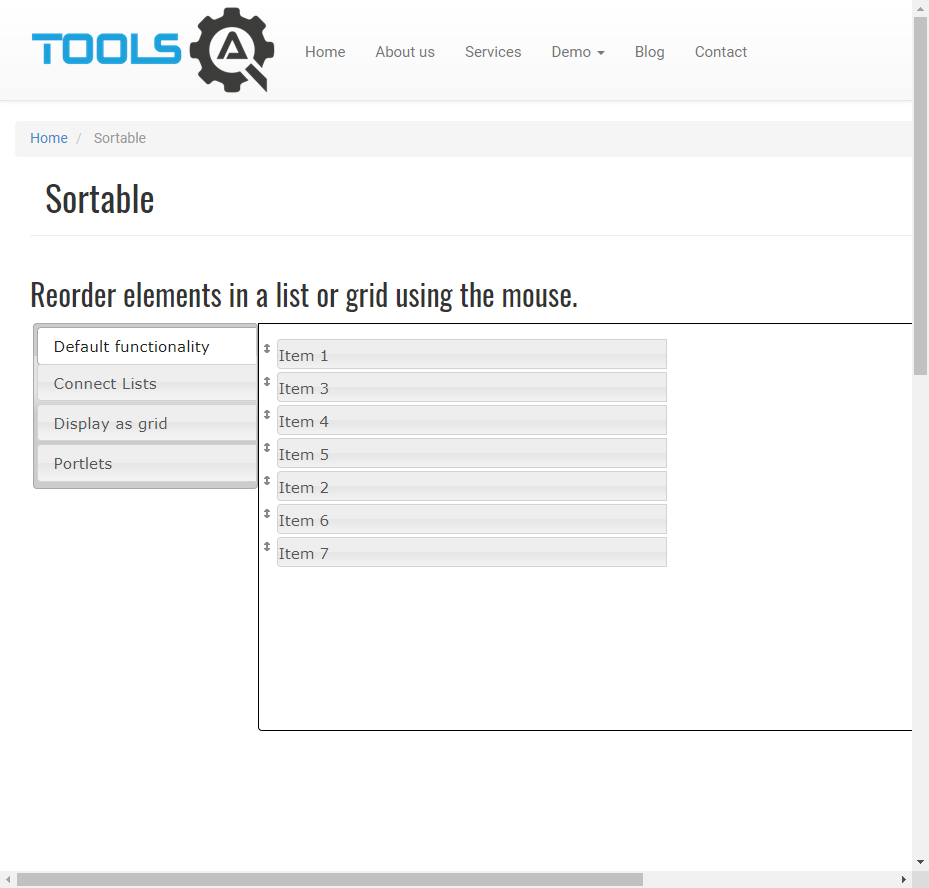 TOOLS QA Home About us Services Demo Blog Contact
Home / Sortable
Sortable
Reorder elements in a list or grid using the mouse.
Default functionality
Connect Lists
Display as grid
Portlets
Item 1
Item 3
Item 4
Item 5
Item 2
Item 6
Item 7